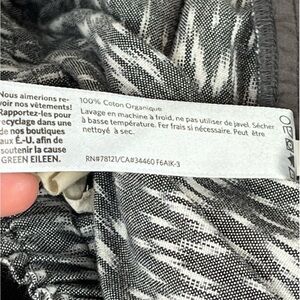 Nous aimerions re-
voir nos vêtements!
Rapportez-les pour
recyclage dans une
de nos boutiques
aux É.-U. afin de
soutenir la cause
GREEN EILEEN.
100% Coton Organique.
Lavage en machine à froid, ne pas utiliser de javel. Sécher
à basse température. Fer frais si nécessaire. Peut être
nettoyé à sec.
RN#78121/CA#34460 F6AIK-3